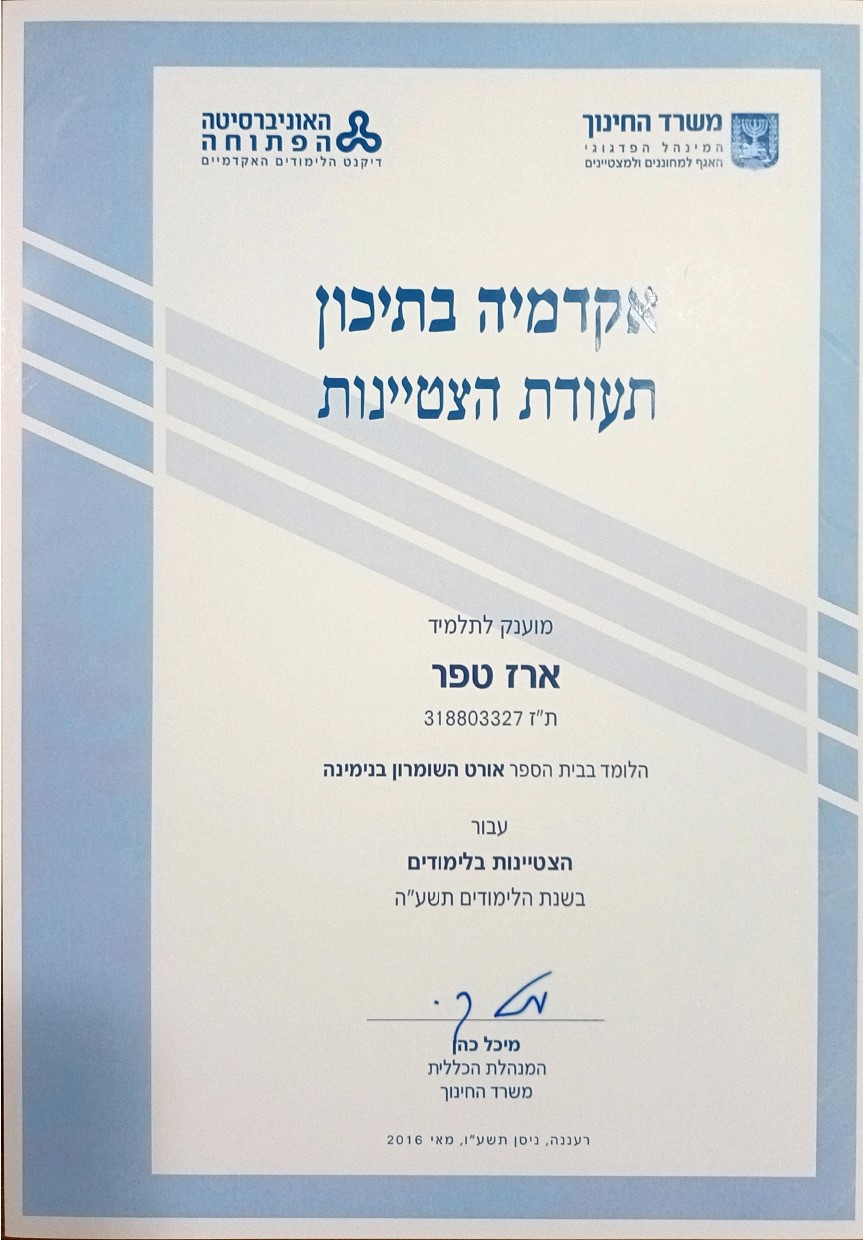 משרד החינוך
המינהל הפדגוגי
האגף למחוננים ולמצטיינים
האוניברסיטה
הפתוחה
דיקנט הלימודים האקדמיים
אקדמיה בתיכון
תעודת הצטיינות
מוענק לתלמיד
ארז טפר
ת"ז 318803327
הלומד בבית הספר אורט השומרון בנימינה
עבור
הצטיינות בלימודים
בשנת הלימודים תשע"ה
מיכל כהן
המנהלת הכללית
משרד החינוך
רעננה, ניסן תשע"ו, מאי 2016